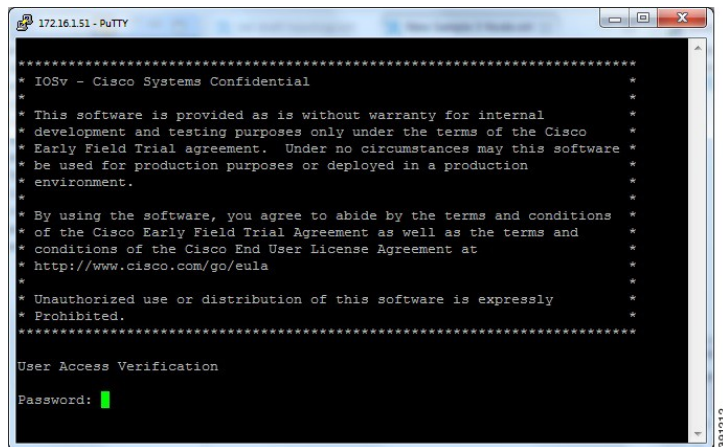 172.16.1.51 - PuTTY
**************************************************************************
* IOSv - Cisco Systems Confidential *
* *
* This software is provided as is without warranty for internal *
* development and testing purposes only under the terms of the Cisco *
* Early Field Trial agreement. Under no circumstances may this software *
* be used for production purposes or deployed in a production *
* environment. *
* *
* By using the software, you agree to abide by the terms and conditions *
* of the Cisco Early Field Trial Agreement as well as the terms and *
* conditions of the Cisco End User License Agreement at *
* http://www.cisco.com/go/eula *
* *
* Unauthorized use or distribution of this software is expressly *
* Prohibited. *
**************************************************************************
User Access Verification
Password: